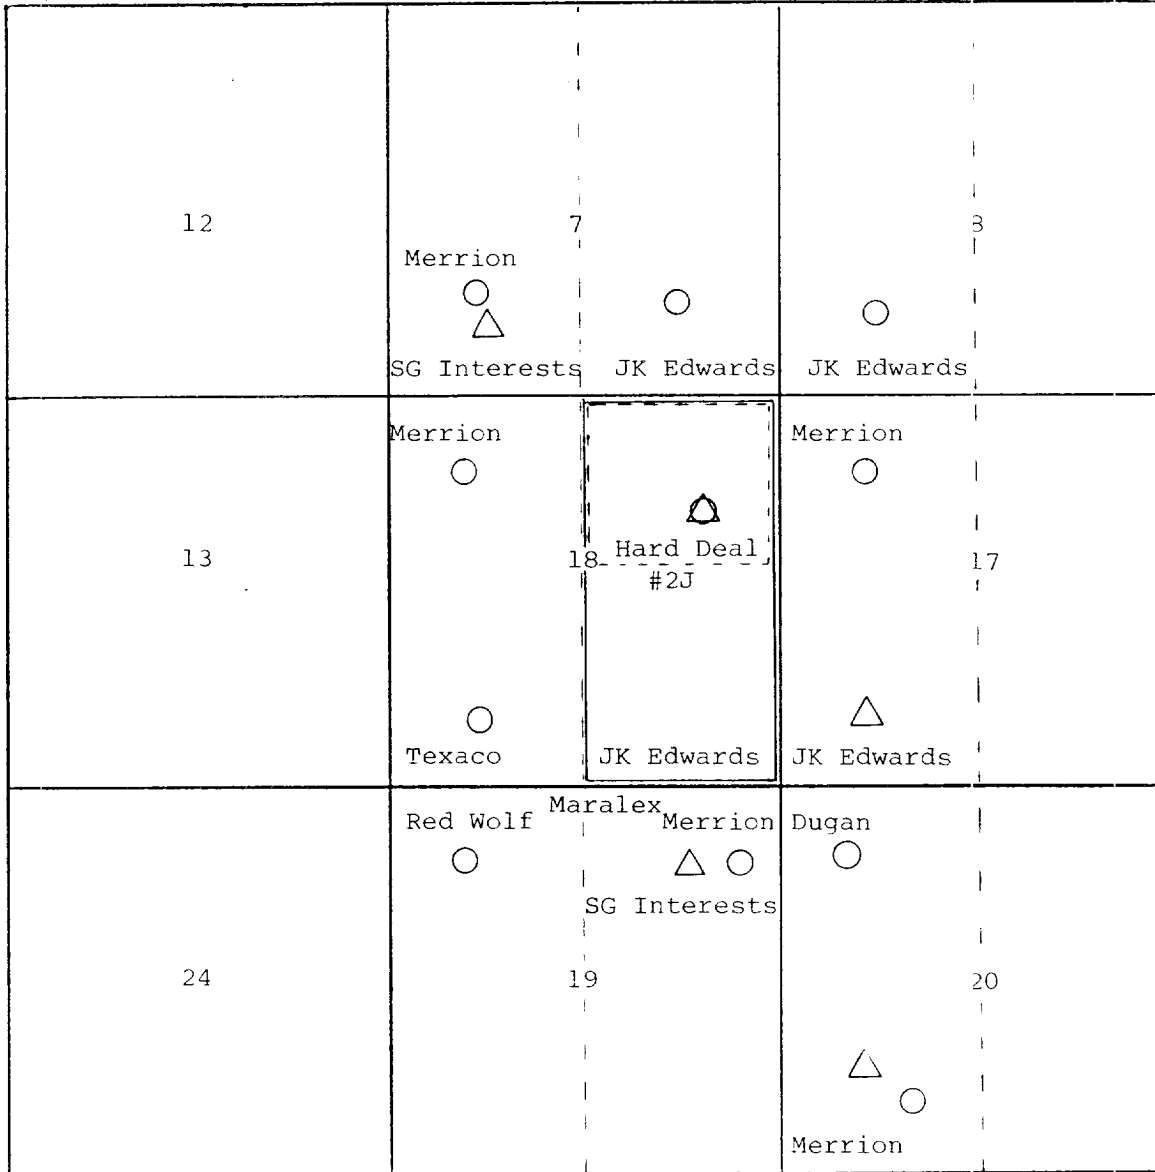 12
7
8
Merrion
SG Interests
JK Edwards
JK Edwards
Merrion
Merrion
13
18
Hard Deal
#2J
17
Texaco
JK Edwards
JK Edwards
Maralex
Red Wolf
Merrion
Dugan
SG Interests
24
19
20
Merrion